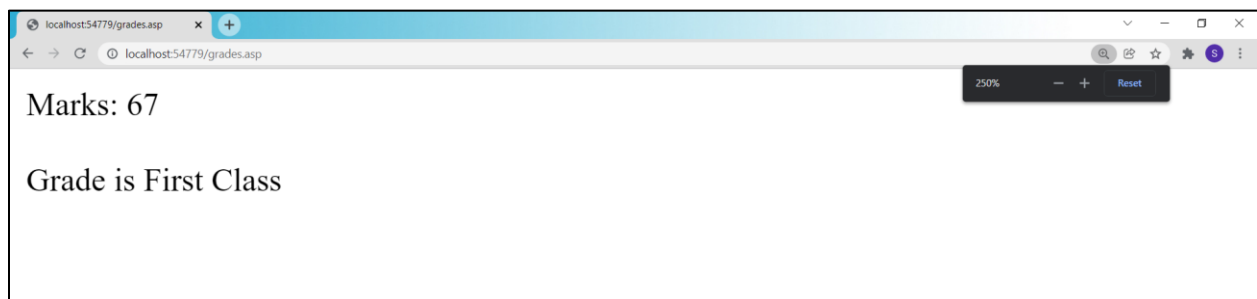 localhost:54779/grades.asp
localhost:54779/grades.asp
S
250% Reset
Marks: 67
Grade is First Class